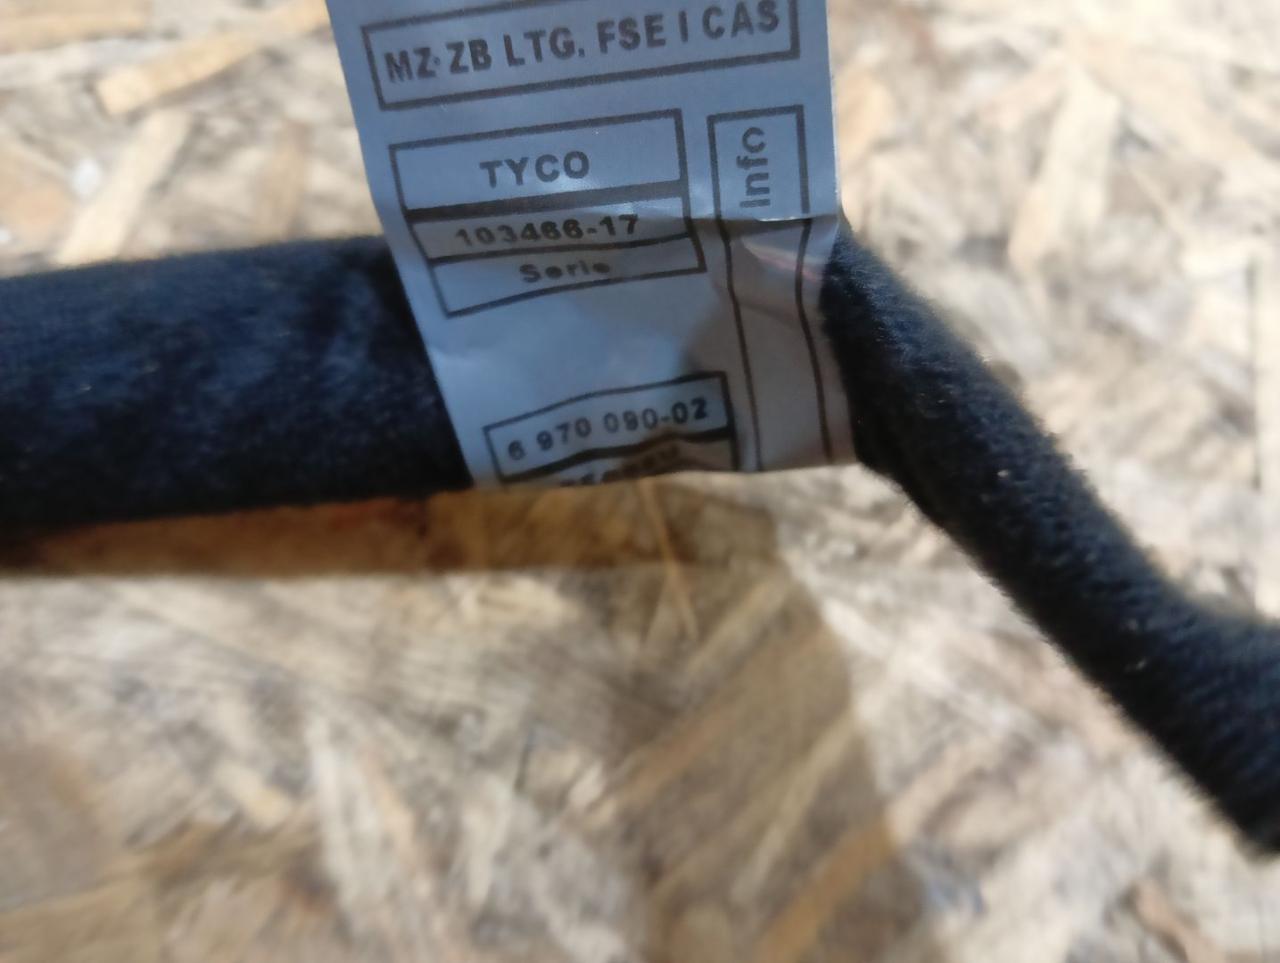 MZ-ZB LTG. FSE I CAS
TYCO
Info
103466-17
Serie
6 970 090-02